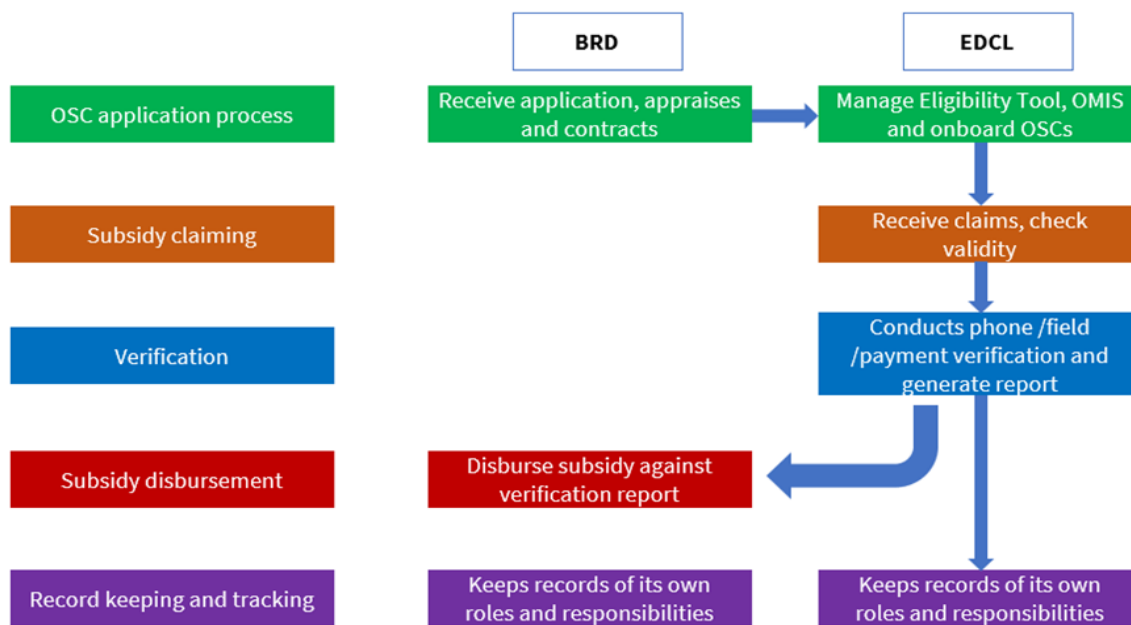 BRD
EDCL
OSC application process
Receive application, appraises
and contracts
Manage Eligibility Tool, OMIS
and onboard OSCs
Subsidy claiming
Receive claims, check
validity
Verification
Conducts phone /field
/payment verification and
generate report
Subsidy disbursement
Disburse subsidy against
verification report
Record keeping and tracking
Keeps records of its own
roles and responsibilities
Keeps records of its own
roles and responsibilities